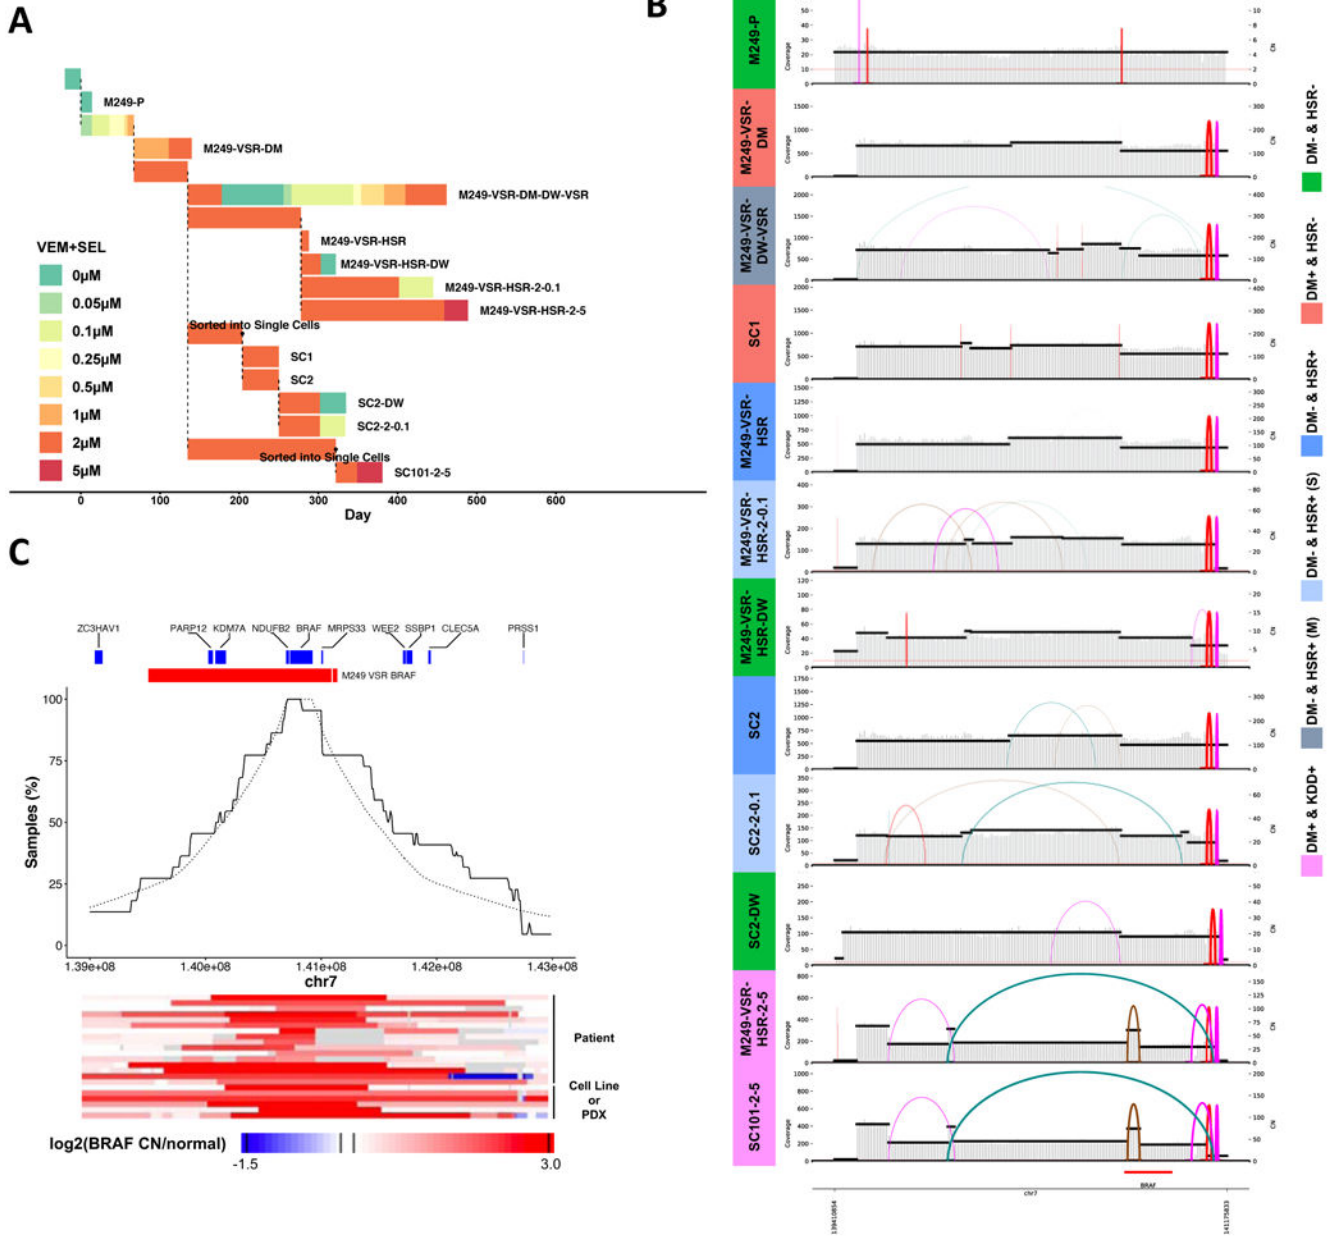 A
M249-P
M249-VSR-DM
M249-VSR-DM-DW-VSR
M249-VSR-HSR
M249-VSR-HSR-DW
M249-VSR-HSR-2-0.1
M249-VSR-HSR-2-5
Sorted into Single Cells
SC1
SC2
SC2-DW
SC2-2-0.1
Sorted into Single Cells
SC101-2-5
VEM+SEL
0μM
0.05μM
0.1μM
0.25μM
0.5μM
1μM
2μM
5μM
0 100 200 300 400 500 600
Day
B
M249-P
M249-VSR-
DM
M249-VSR-
DW-VSR
SC1
M249-VSR-
HSR
M249-VSR-
HSR-2-0.1
M249-VSR-
HSR-DW
SC2
SC2-2-0.1
SC2-DW
M249-VSR-
HSR-2-5
SC101-2-5
Coverage
CN
BRAF
chr7
139410654
141175833
DM- & HSR-
DM+ & HSR-
DM- & HSR+
DM- & HSR+ (S)
DM- & HSR+ (M)
DM+ & KDD+
C
ZC3HAV1 PARP12 KDM7A NDUFB2 BRAF MRPS33 WEE2 SSBP1 CLEC5A PRSS1
M249 VSR BRAF
100
75
50
25
0
Samples (%)
1.39e+08 1.40e+08 1.41e+08 1.42e+08 1.43e+08
chr7
Patient
Cell Line
or
PDX
log2(BRAF CN/normal)
-1.5 3.0